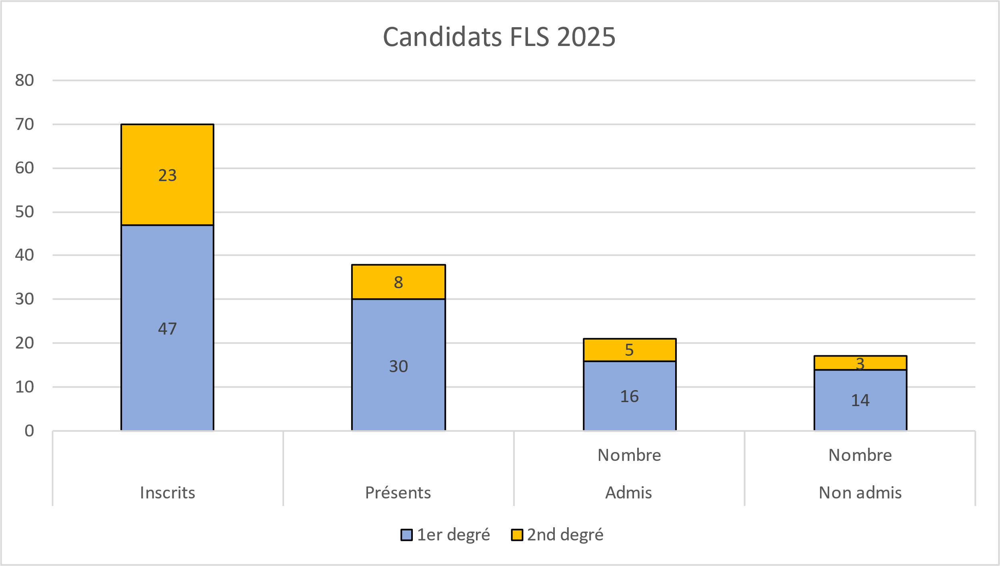 Candidats FLS 2025
80
70
60
50
40
30
20
10
0
23
47
8
30
5
16
3
14
Nombre
Nombre
Inscrits
Présents
Admis
Non admis
1er degré
2nd degré